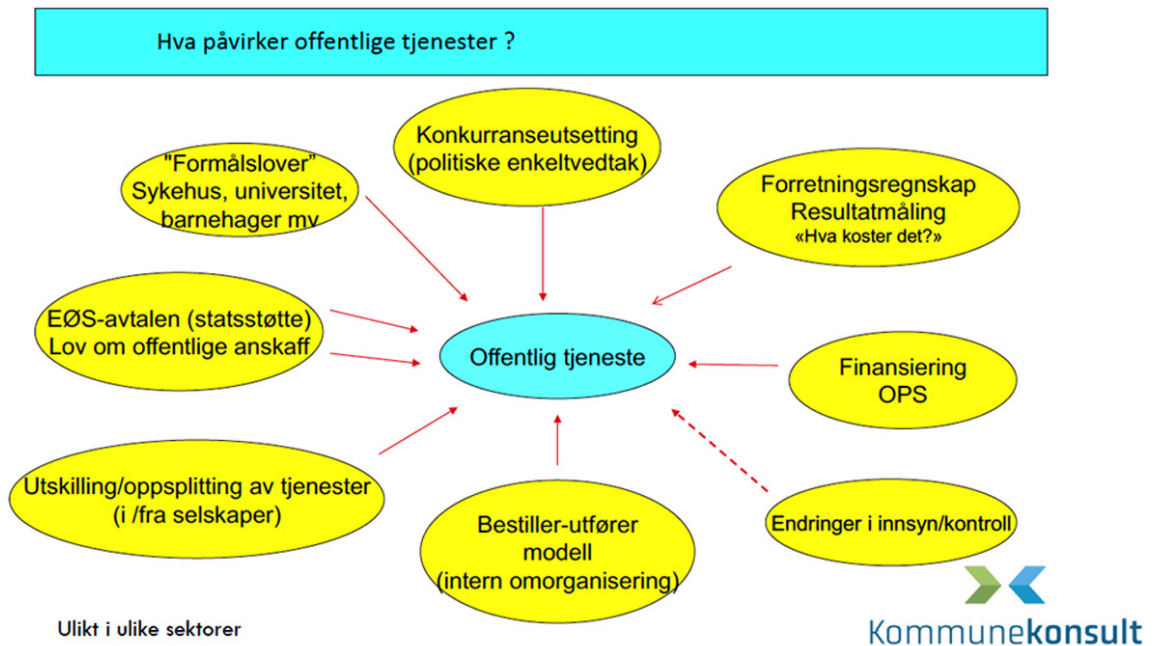 Hva påvirker offentlige tjenester ?
Konkurranseutsetting
(politiske enkeltvedtak)
"Formålslover”
Sykehus, universitet,
barnehager mv
Forretningsregnskap
Resultatmåling
«Hva koster det?»
EØS-avtalen (statsstøtte)
Lov om offentlige anskaff
Offentlig tjeneste
Finansiering
OPS
Utskilling/oppsplitting av tjenester
(i /fra selskaper)
Bestiller-utfører
modell
(intern omorganisering)
Endringer i innsyn/kontroll
Ulikt i ulike sektorer
Kommunekonsult